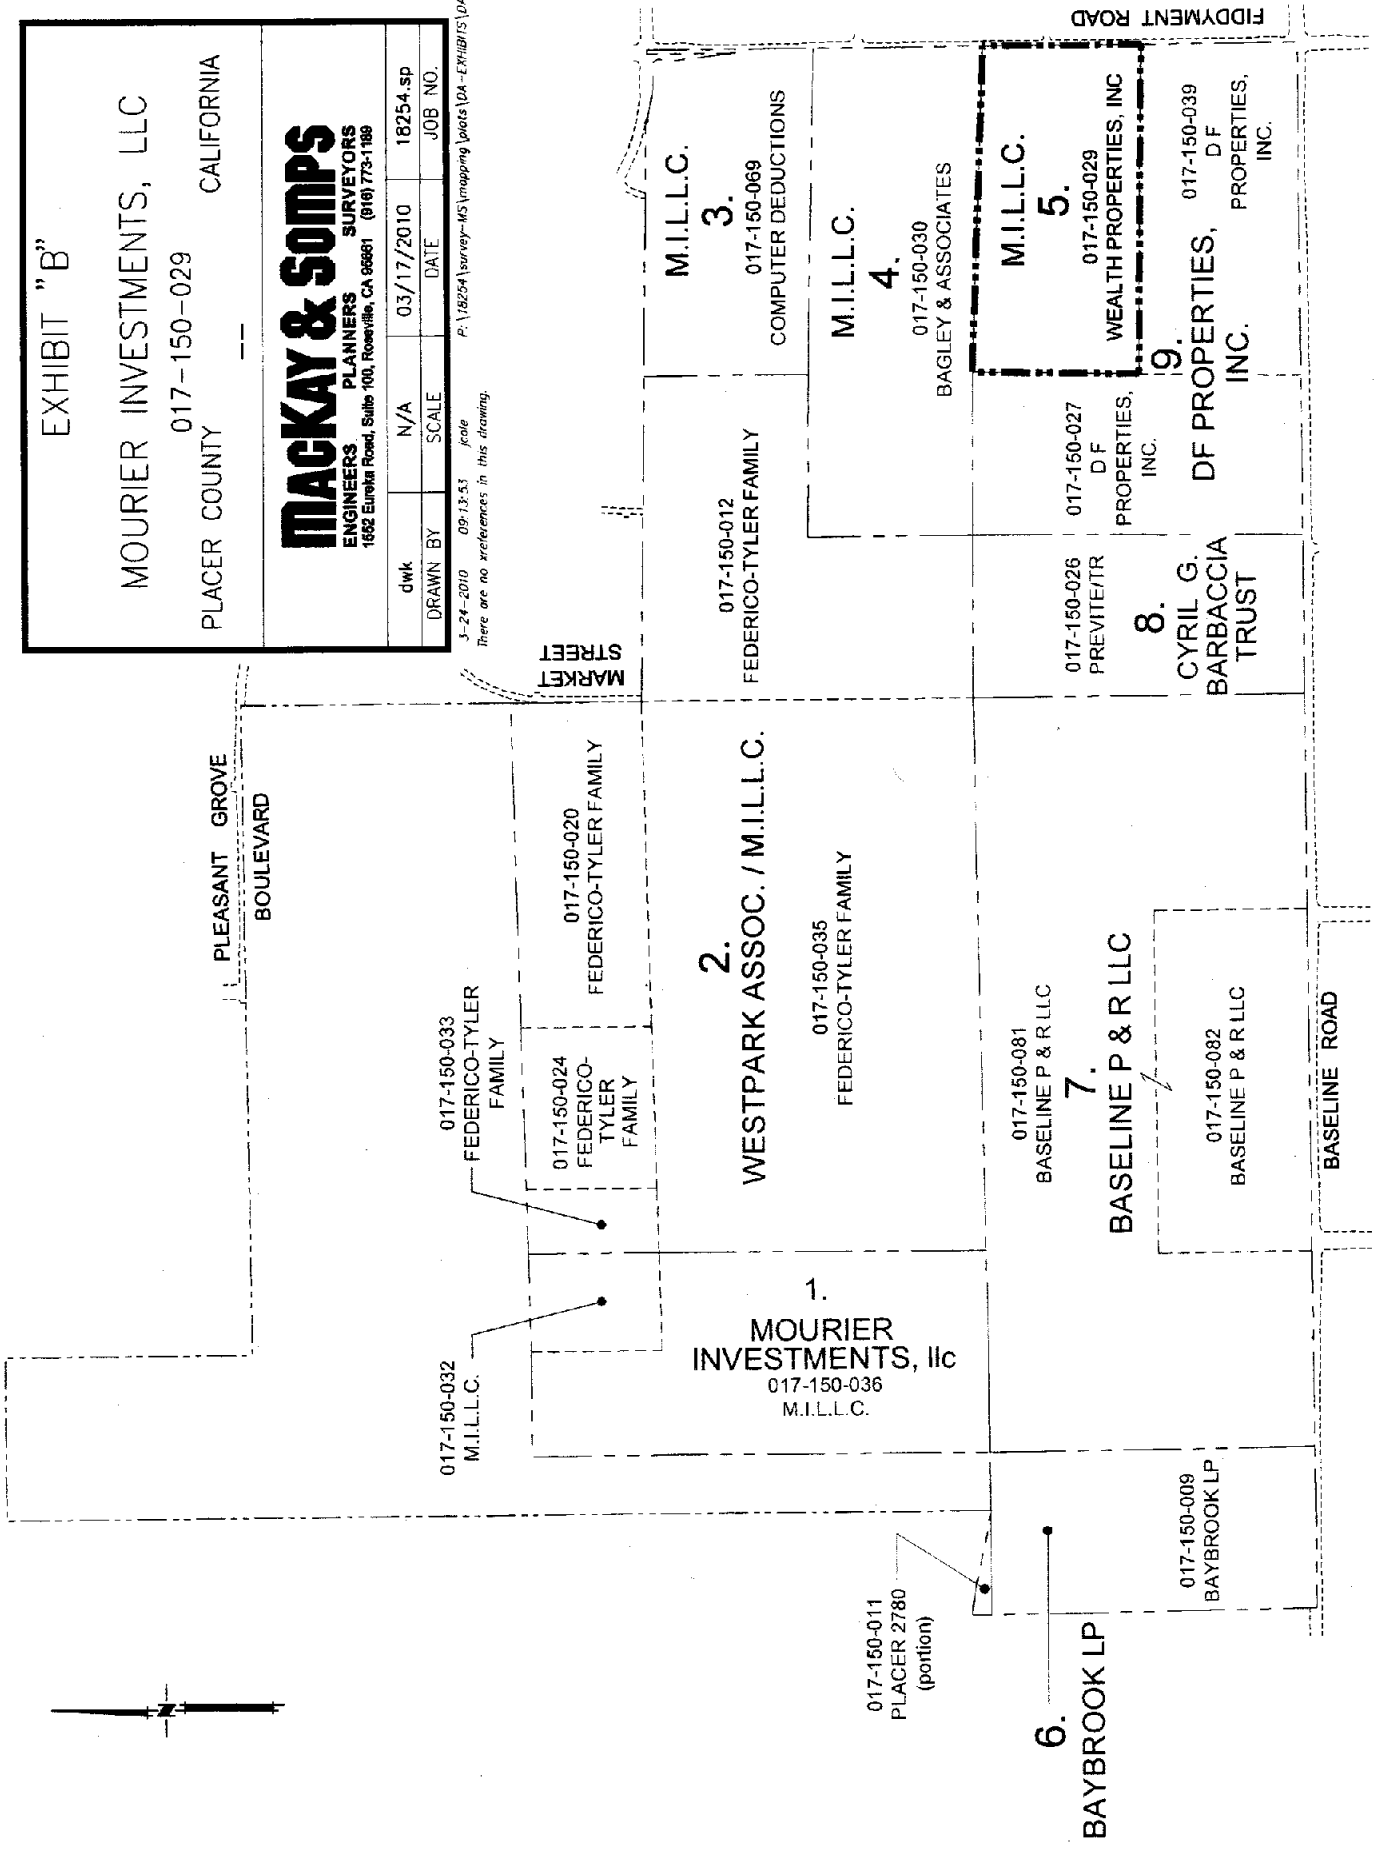 EXHIBIT "B"
MOURIER INVESTMENTS, LLC
017-150-029
PLACER COUNTY -- CALIFORNIA
MACKAY & SOMPS
ENGINEERS PLANNERS SURVEYORS
1552 Eureka Road, Suite 100, Roseville, CA 95661 (916) 773-1189
dwk N/A 03/17/2010 18254.sp
DRAWN BY SCALE DATE JOB NO.
3-24-2010 09:13:53 jcole P:\18254\survey-MS\mapping\plats\DA-EXHIBITS\DA
There are no xreferences in this drawing.
PLEASANT GROVE
BOULEVARD
MARKET
STREET
FIDDYMENT ROAD
017-150-032
M.I.L.L.C.
017-150-033
FEDERICO-TYLER
FAMILY
017-150-024
FEDERICO-
TYLER
FAMILY
017-150-020
FEDERICO-TYLER FAMILY
1.
MOURIER
INVESTMENTS, llc
017-150-036
M.I.L.L.C.
2.
WESTPARK ASSOC. / M.I.L.L.C.
017-150-035
FEDERICO-TYLER FAMILY
017-150-012
FEDERICO-TYLER FAMILY
M.I.L.L.C.
3.
017-150-069
COMPUTER DEDUCTIONS
M.I.L.L.C.
4.
017-150-030
BAGLEY & ASSOCIATES
M.I.L.L.C.
5.
017-150-029
WEALTH PROPERTIES, INC
017-150-011
PLACER 2780
(portion)
6.
BAYBROOK LP
017-150-009
BAYBROOK LP
017-150-081
BASELINE P & R LLC
7.
BASELINE P & R LLC
017-150-082
BASELINE P & R LLC
017-150-026
PREVITE/TR
8.
CYRIL G.
BARBACCIA
TRUST
017-150-027
D F
PROPERTIES,
INC.
9.
DF PROPERTIES,
INC.
017-150-039
D F
PROPERTIES,
INC.
BASELINE ROAD